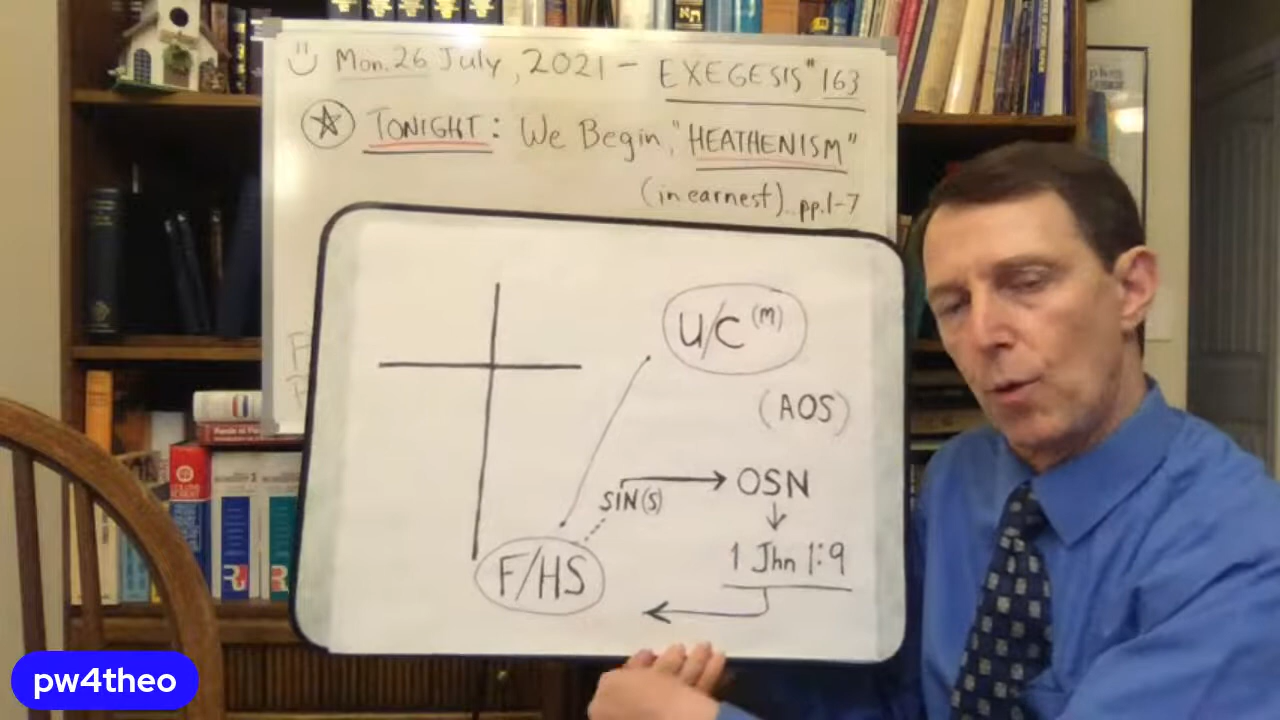 Mon. 26 July, 2021 — EXEGESIS #163
TONIGHT: We Begin, "HEATHENISM"
(in earnest)..pp.1-7
U/C (M)
(AOS)
SIN(S) → OSN
1 Jhn 1:9
F/HS
pw4theo